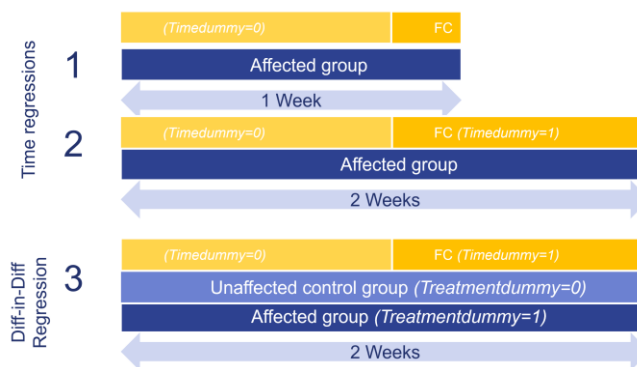 Time regressions
1
(Timedummy=0)
FC
Affected group
1 Week
2
(Timedummy=0)
FC (Timedummy=1)
Affected group
2 Weeks
Diff-in-Diff
Regression
3
(Timedummy=0)
FC (Timedummy=1)
Unaffected control group (Treatmentdummy=0)
Affected group (Treatmentdummy=1)
2 Weeks